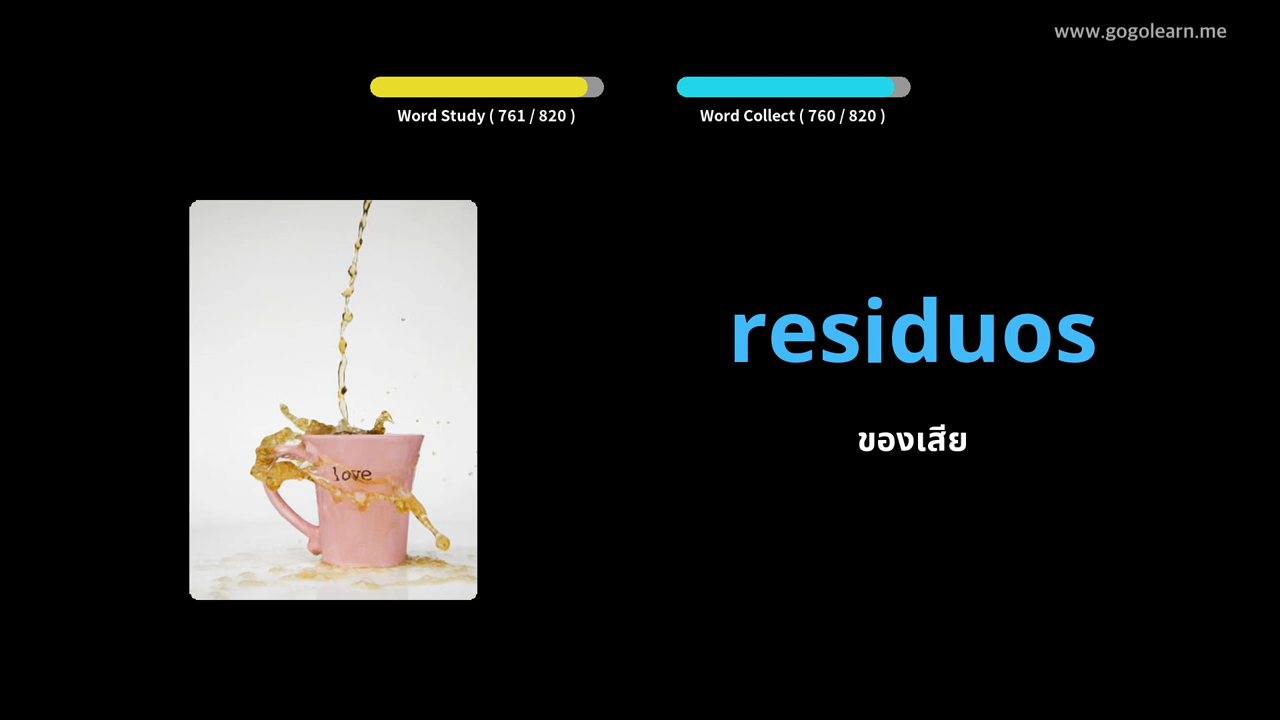 www.gogolearn.me
Word Study ( 761 / 820 )
Word Collect ( 760 / 820 )
love
residuos
ของเสีย